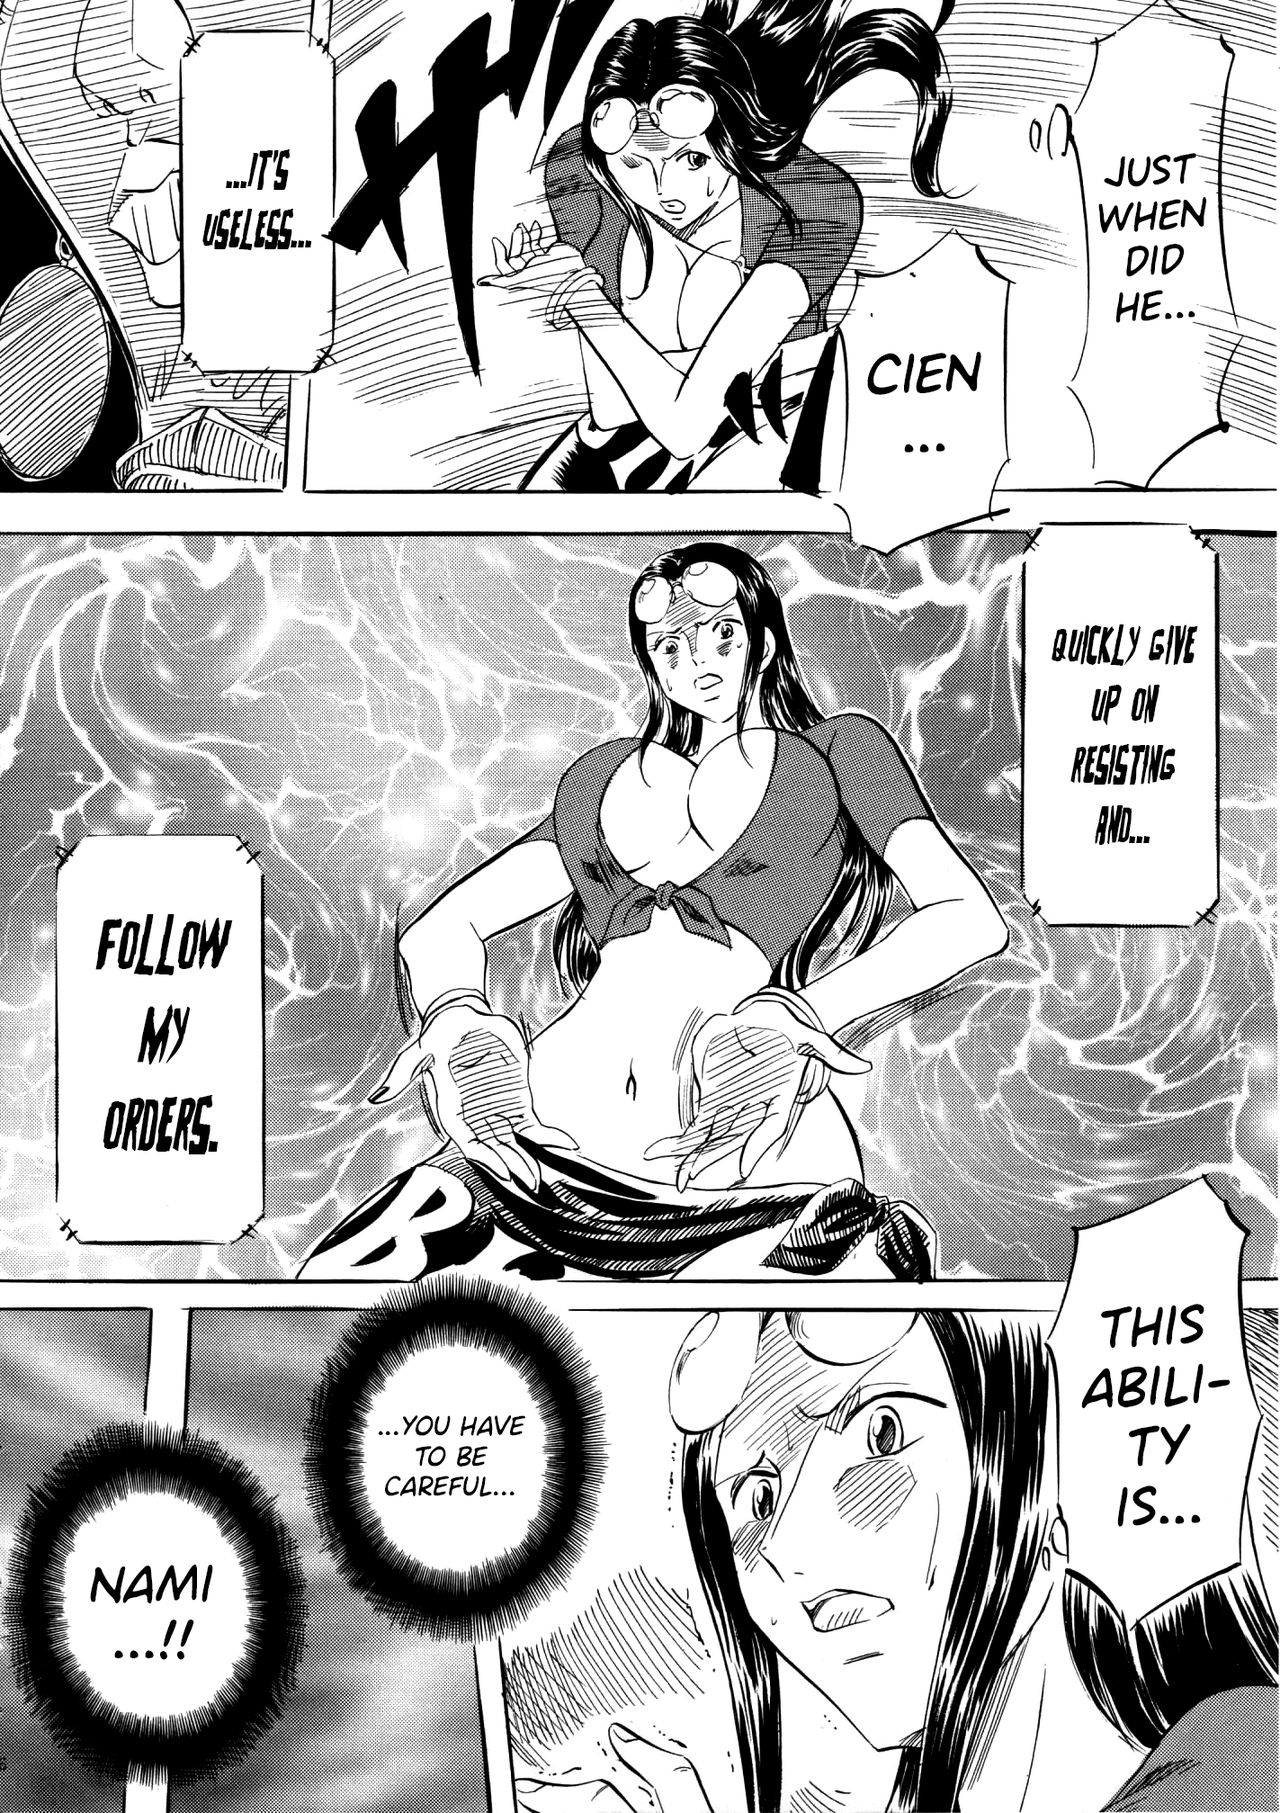 JUST
WHEN
DID
HE...
CIEN
...
...IT'S
USELESS...
QUICKLY GIVE
UP ON
RESISTING
AND...
FOLLOW
MY
ORDERS.
THIS
ABILI-
TY
IS...
...YOU HAVE
TO BE
CAREFUL...
NAMI
...!!